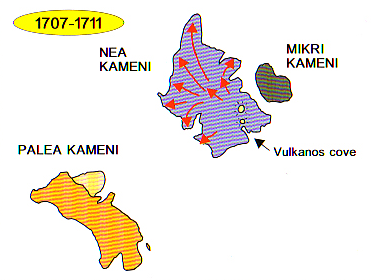 1707-1711
NEA
KAMENI
MIKRI
KAMENI
PALEA KAMENI
Vulkanos cove